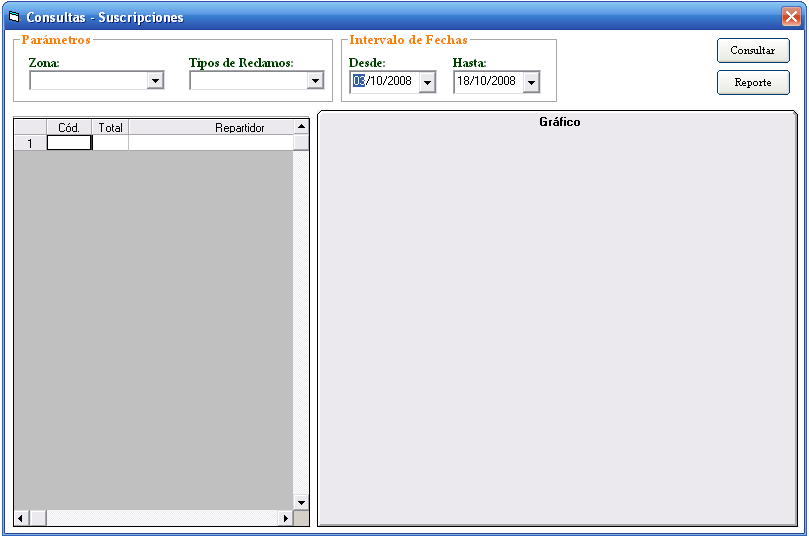 Consultas - Suscripciones
Parámetros
Intervalo de Fechas
Zona:
Tipos de Reclamos:
Desde:
Hasta:
Consultar
03/10/2008
18/10/2008
Reporte
Cód. Total Repartidor
1
Gráfico